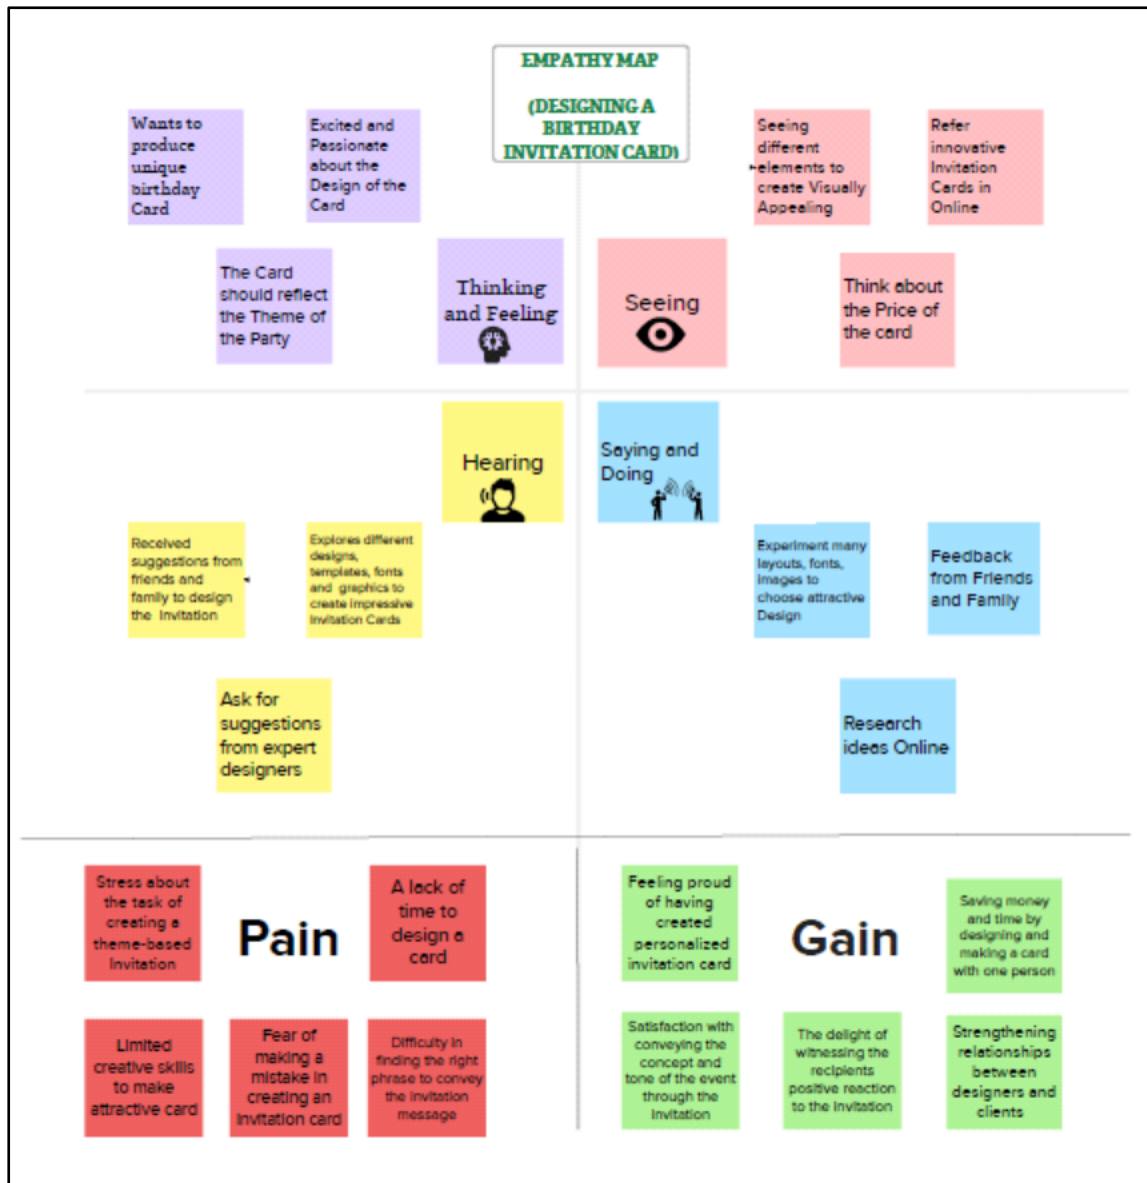 EMPATHY MAP
(DESIGNING A
BIRTHDAY
INVITATION CARD)
Wants to
produce
unique
birthday
Card
Excited and
Passionate
about the
Design of the
Card
The Card
should reflect
the Theme of
the Party
Thinking
and Feeling
Seeing
different
elements to
create Visually
Appealing
Refer
innovative
Invitation
Cards in
Online
Seeing
Think about
the Price of
the card
Hearing
Received
suggestions from
friends and
family to design
the Invitation
Explores different
designs,
templates, fonts
and graphics to
create impressive
Invitation Cards
Ask for
suggestions
from expert
designers
Saying and
Doing
Experiment many
layouts, fonts,
images to
choose attractive
Design
Feedback
from Friends
and Family
Research
ideas Online
Stress about
the task of
creating a
theme-based
Invitation
Pain
A lack of
time to
design a
card
Limited
creative skills
to make
attractive card
Fear of
making a
mistake in
creating an
invitation card
Difficulty in
finding the right
phrase to convey
the invitation
message
Feeling proud
of having
created
personalized
invitation card
Gain
Saving money
and time by
designing and
making a card
with one person
Satisfaction with
conveying the
concept and
tone of the event
through the
Invitation
The delight of
witnessing the
recipients
positive reaction
to the Invitation
Strengthening
relationships
between
designers and
clients